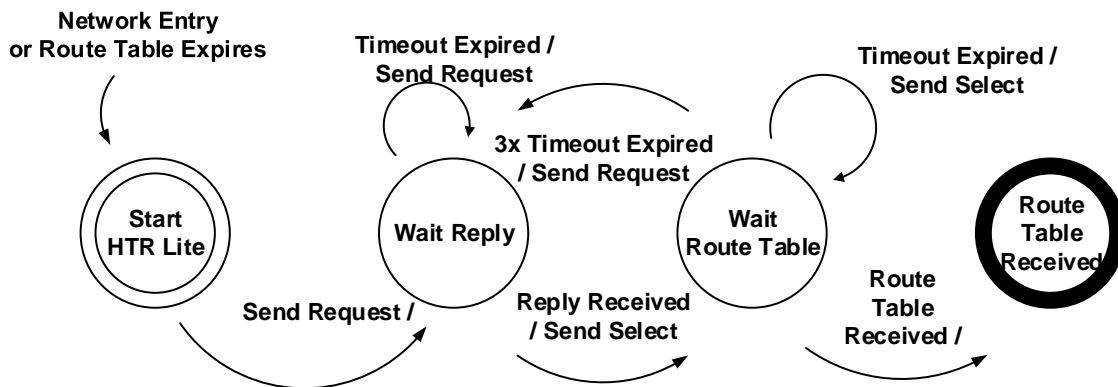 Network Entry
or Route Table Expires
Timeout Expired /
Send Request
Timeout Expired /
Send Select
3x Timeout Expired
/ Send Request
Start
HTR Lite
Wait Reply
Wait
Route Table
Route
Table
Received
Send Request /
Reply Received
/ Send Select
Route
Table
Received /